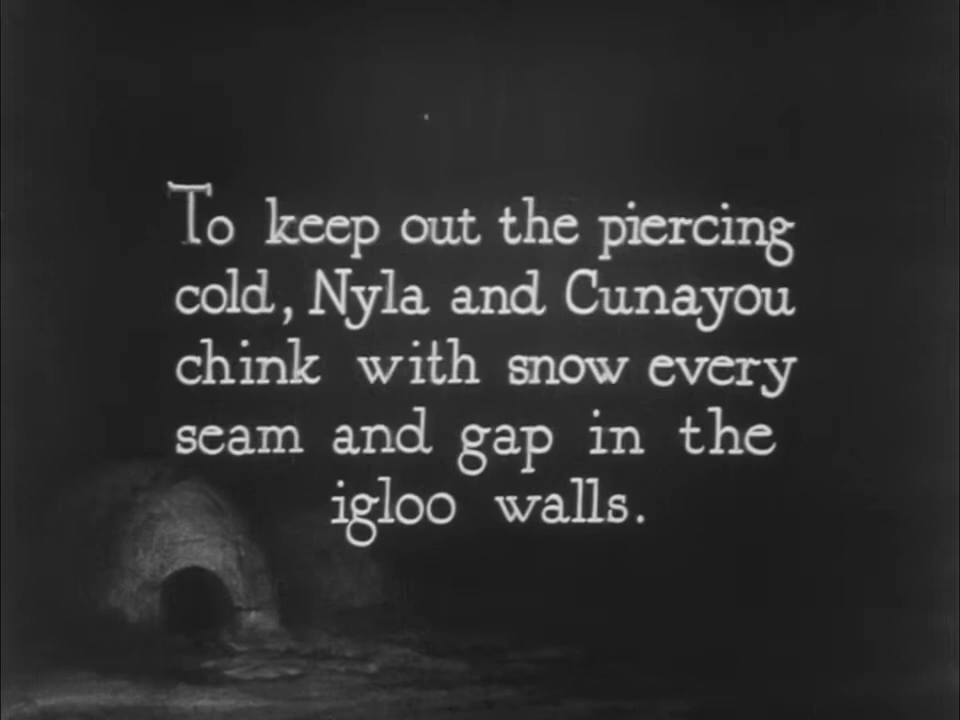 To keep out the piercing
cold, Nyla and Cunayou
chink with snow every
seam and gap in the
igloo walls.